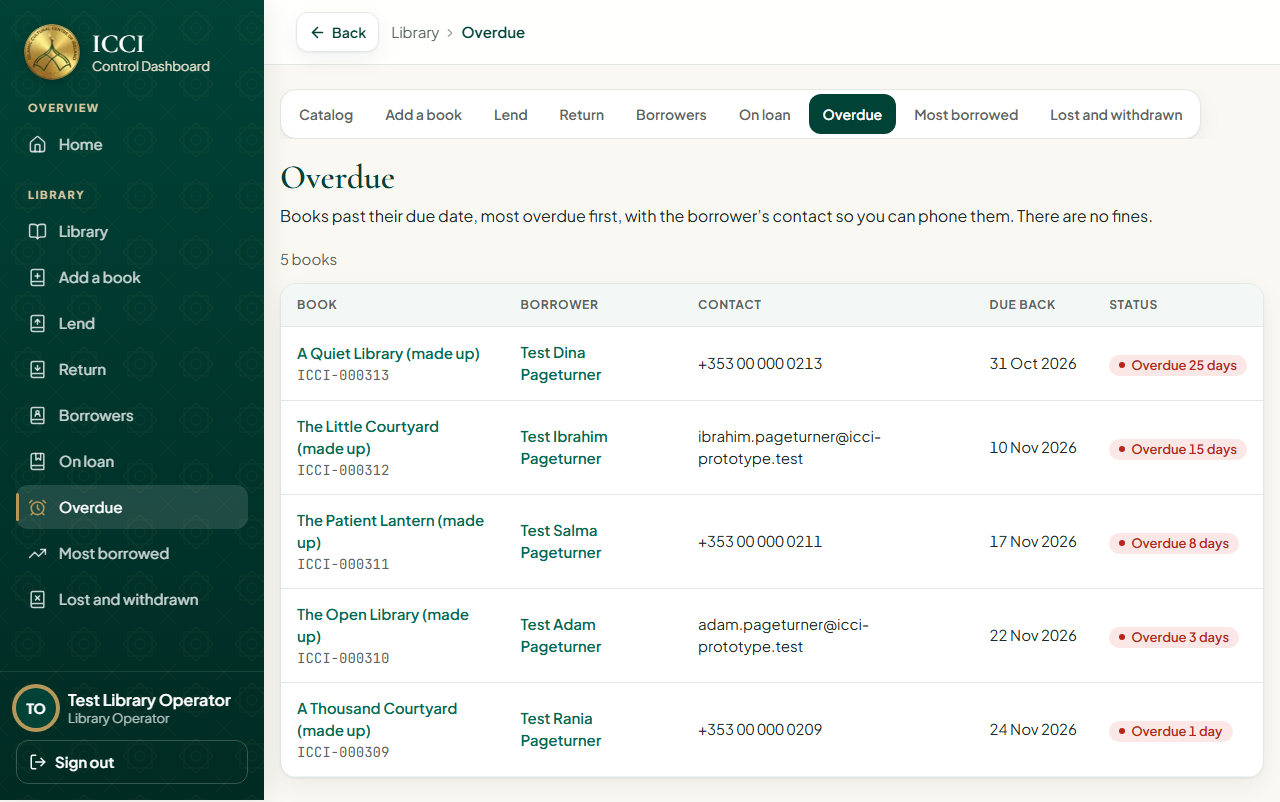 ICCI
Control Dashboard
OVERVIEW
Home
LIBRARY
Library
Add a book
Lend
Return
Borrowers
On loan
Overdue
Most borrowed
Lost and withdrawn
TO
Test Library Operator
Library Operator
Sign out
Back
Library > Overdue
Catalog
Add a book
Lend
Return
Borrowers
On loan
Overdue
Most borrowed
Lost and withdrawn
Overdue
Books past their due date, most overdue first, with the borrower’s contact so you can phone them. There are no fines.
5 books
BOOK BORROWER CONTACT DUE BACK STATUS
A Quiet Library (made up)
ICCI-000313
Test Dina
Pageturner
+353 00 000 0213
31 Oct 2026
Overdue 25 days
The Little Courtyard
(made up)
ICCI-000312
Test Ibrahim
Pageturner
ibrahim.pageturner@icci-
prototype.test
10 Nov 2026
Overdue 15 days
The Patient Lantern (made
up)
ICCI-000311
Test Salma
Pageturner
+353 00 000 0211
17 Nov 2026
Overdue 8 days
The Open Library (made
up)
ICCI-000310
Test Adam
Pageturner
adam.pageturner@icci-
prototype.test
22 Nov 2026
Overdue 3 days
A Thousand Courtyard
(made up)
ICCI-000309
Test Rania
Pageturner
+353 00 000 0209
24 Nov 2026
Overdue 1 day